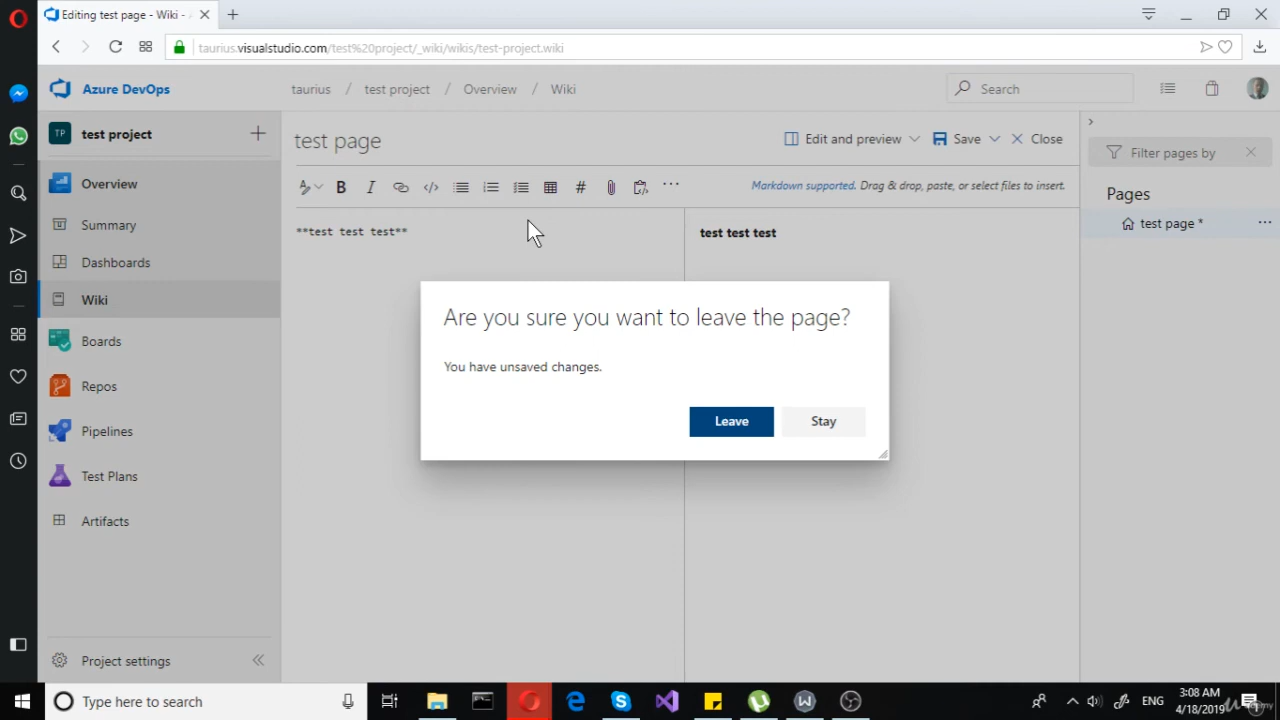 Editing test page - Wiki -
taurius.visualstudio.com/test%20project/_wiki/wikis/test-project.wiki
Azure DevOps
taurius / test project / Overview / Wiki
Search
TP test project
test page
Edit and preview
Save
Close
Filter pages by
B I </> #
Markdown supported. Drag & drop, paste, or select files to insert.
Pages
test page *
Overview
Summary
Dashboards
Wiki
Boards
Repos
Pipelines
Test Plans
Artifacts
**test test test**
test test test
Are you sure you want to leave the page?
You have unsaved changes.
Leave
Stay
Project settings
Type here to search
ENG
3:08 AM
4/18/2019